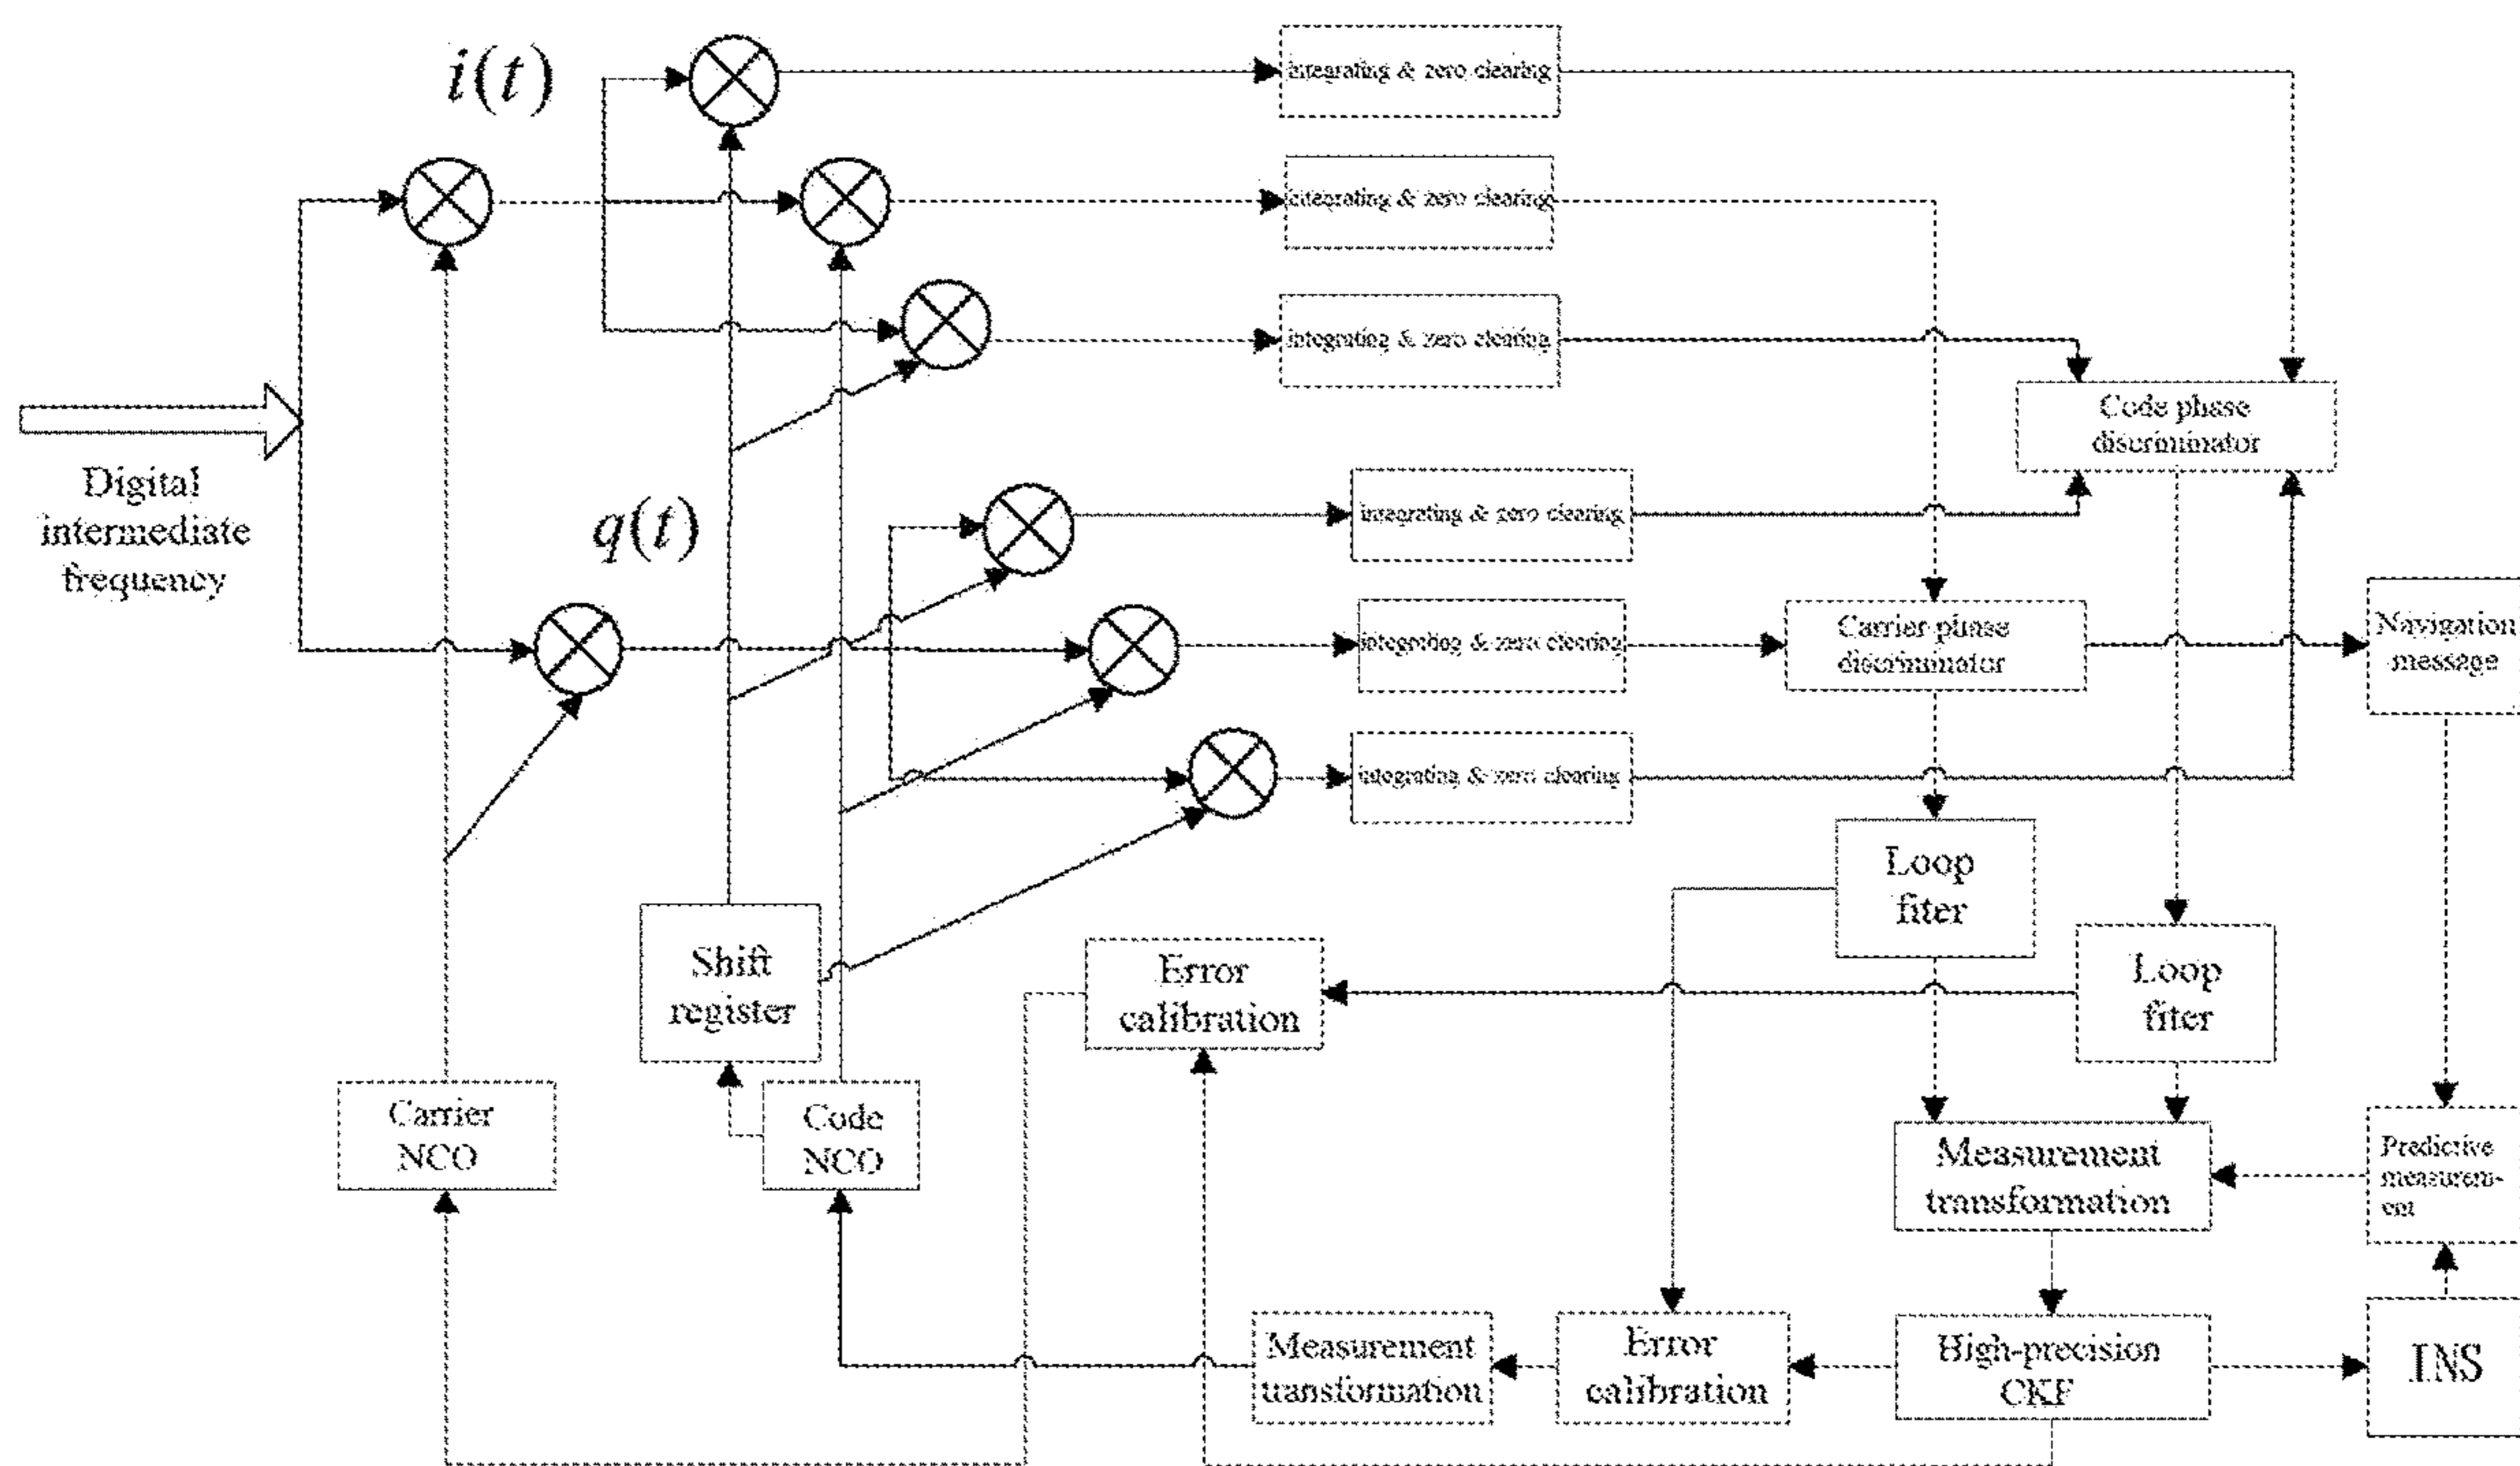 i(t)
integrating & zero clearing
integrating & zero clearing
integrating & zero clearing
Code phase
discriminator
Digital
intermediate
frequency
q(t)
integrating & zero clearing
integrating & zero clearing
Carrier phase
discriminator
Navigation
message
integrating & zero clearing
Loop
fiter
Shift
register
Error
calibration
Loop
fiter
Carrier
NCO
Code
NCO
Measurement
transformation
Predictive
measurem-
ent
Measurement
transformation
Error
calibration
High-precision
CKF
INS